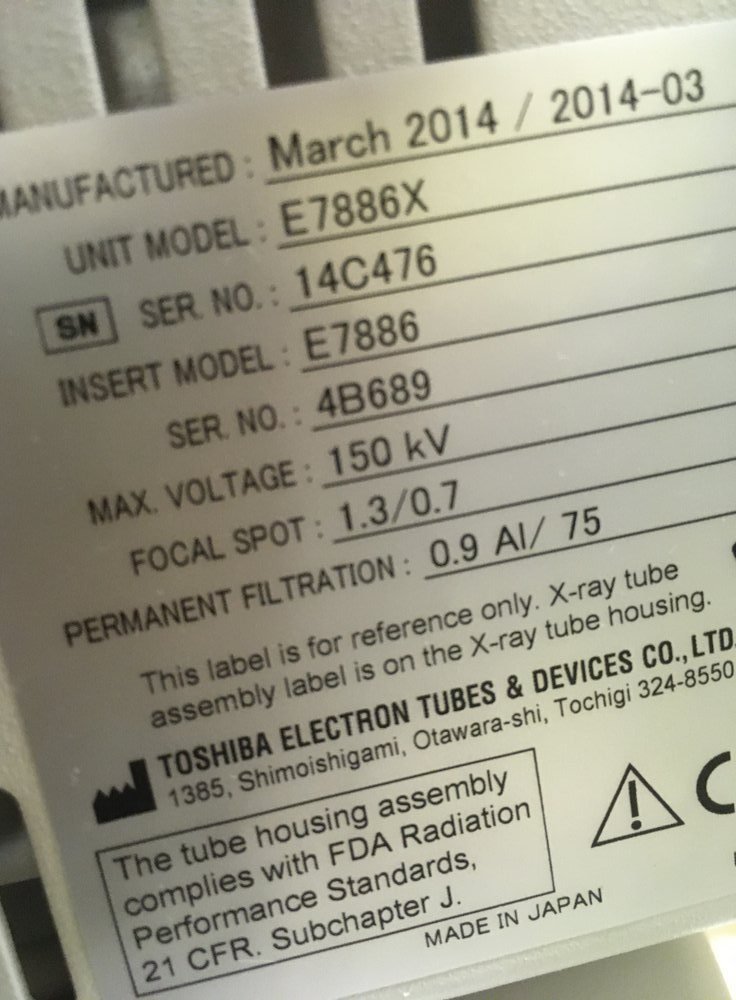 MANUFACTURED : March 2014 / 2014-03
UNIT MODEL : E7886X
SN SER. NO. : 14C476
INSERT MODEL : E7886
SER. NO. : 4B689
MAX. VOLTAGE : 150 kV
FOCAL SPOT : 1.3/0.7
PERMANENT FILTRATION : 0.9 Al/ 75
This label is for reference only. X-ray tube
assembly label is on the X-ray tube housing.
TOSHIBA ELECTRON TUBES & DEVICES CO., LTD.
1385, Shimoishigami, Otawara-shi, Tochigi 324-8550
The tube housing assembly
complies with FDA Radiation
Performance Standards,
21 CFR. Subchapter J.
MADE IN JAPAN